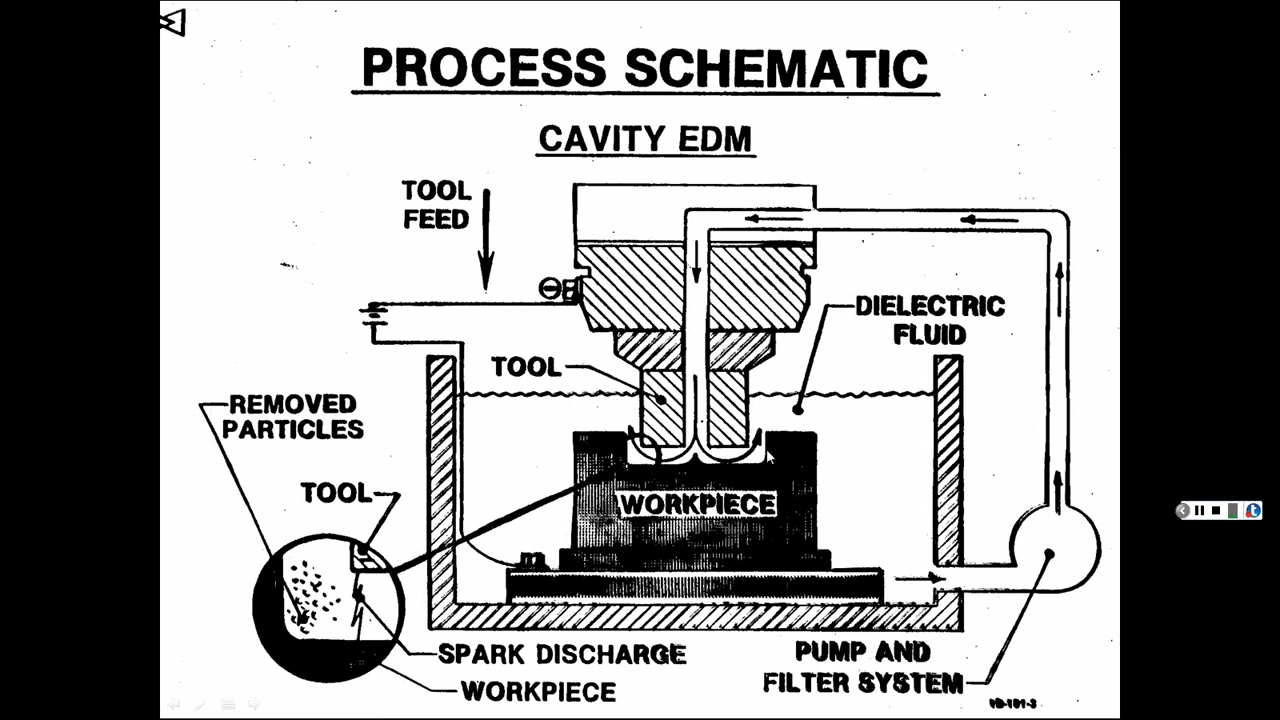 PROCESS SCHEMATIC
CAVITY EDM
TOOL
FEED
DIELECTRIC
FLUID
TOOL
REMOVED
PARTICLES
TOOL
WORKPIECE
SPARK DISCHARGE
WORKPIECE
PUMP AND
FILTER SYSTEM